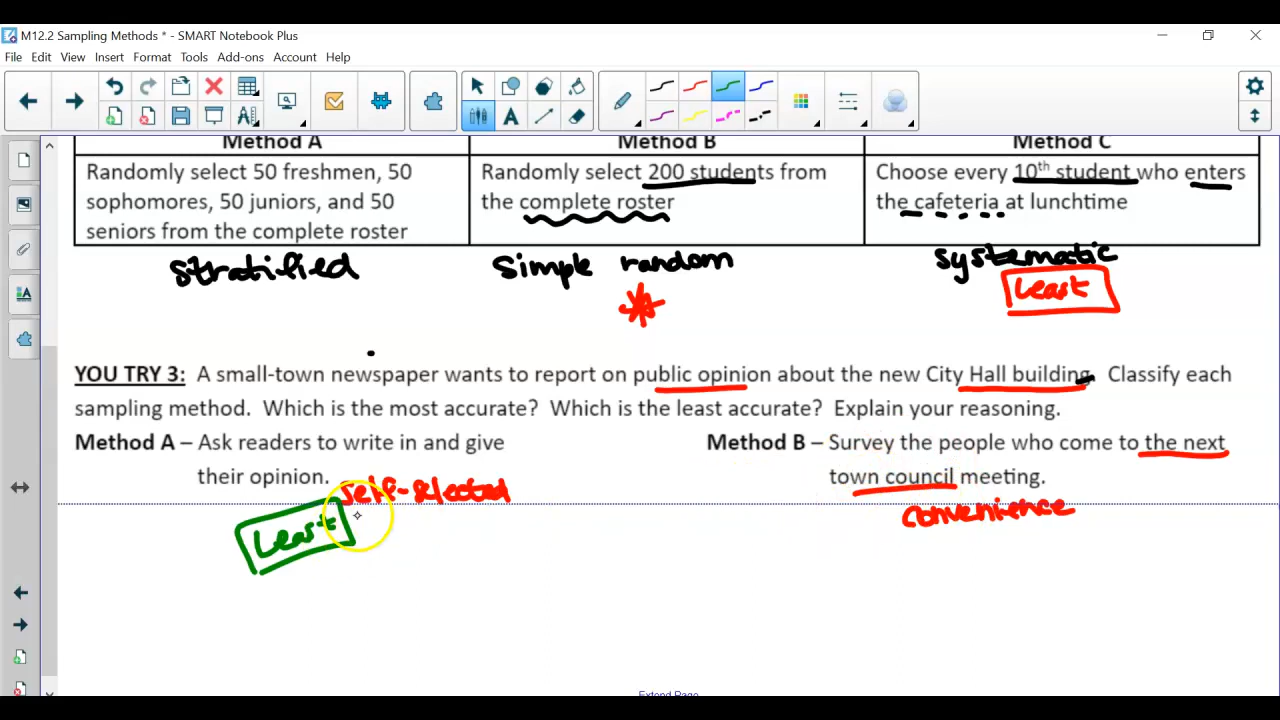 M12.2 Sampling Methods * - SMART Notebook Plus
File Edit View Insert Format Tools Add-ons Account Help
Method A Method B Method C
Randomly select 50 freshmen, 50 Randomly select 200 students from Choose every 10th student who enters
sophomores, 50 juniors, and 50 the complete roster the cafeteria at lunchtime
seniors from the complete roster
stratified simple random systematic
Least
YOU TRY 3: A small-town newspaper wants to report on public opinion about the new City Hall building. Classify each
sampling method. Which is the most accurate? Which is the least accurate? Explain your reasoning.
Method A – Ask readers to write in and give Method B – Survey the people who come to the next
their opinion. town council meeting.
self-selected convenience
Least
Extend Page